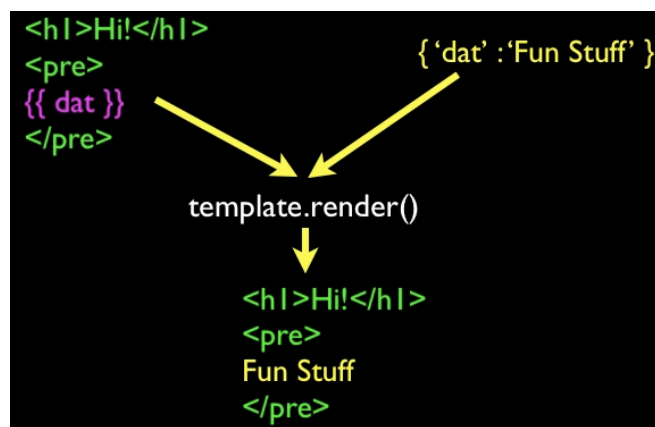 <h1>Hi!</h1>
<pre>
{{ dat }}
</pre>
{ ‘dat’ : ‘Fun Stuff’ }
template.render()
<h1>Hi!</h1>
<pre>
Fun Stuff
</pre>